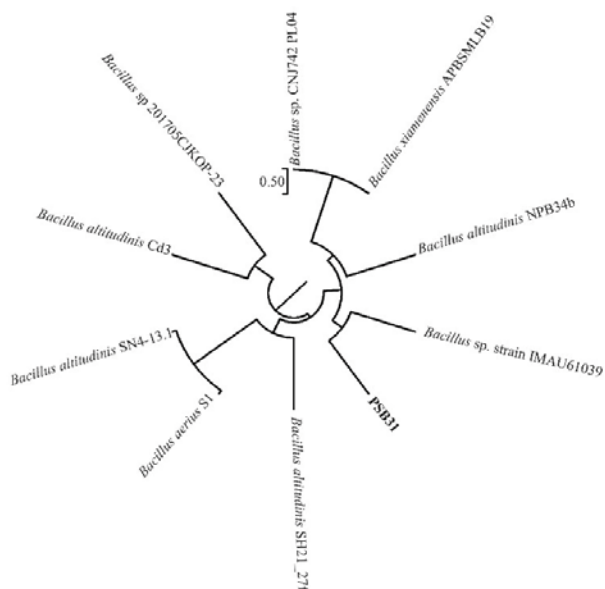 Bacillus sp. CNJ742 PL04
Bacillus xiamenensis APBSMLB19
Bacillus sp 201705CJKOP-23
0.50
Bacillus altitudinis Cd3
Bacillus altitudinis NPB34b
Bacillus altitudinis SN4-13.1
Bacillus sp. strain IMAU61039
Bacillus aerius S1
PSB31
Bacillus altitudinis